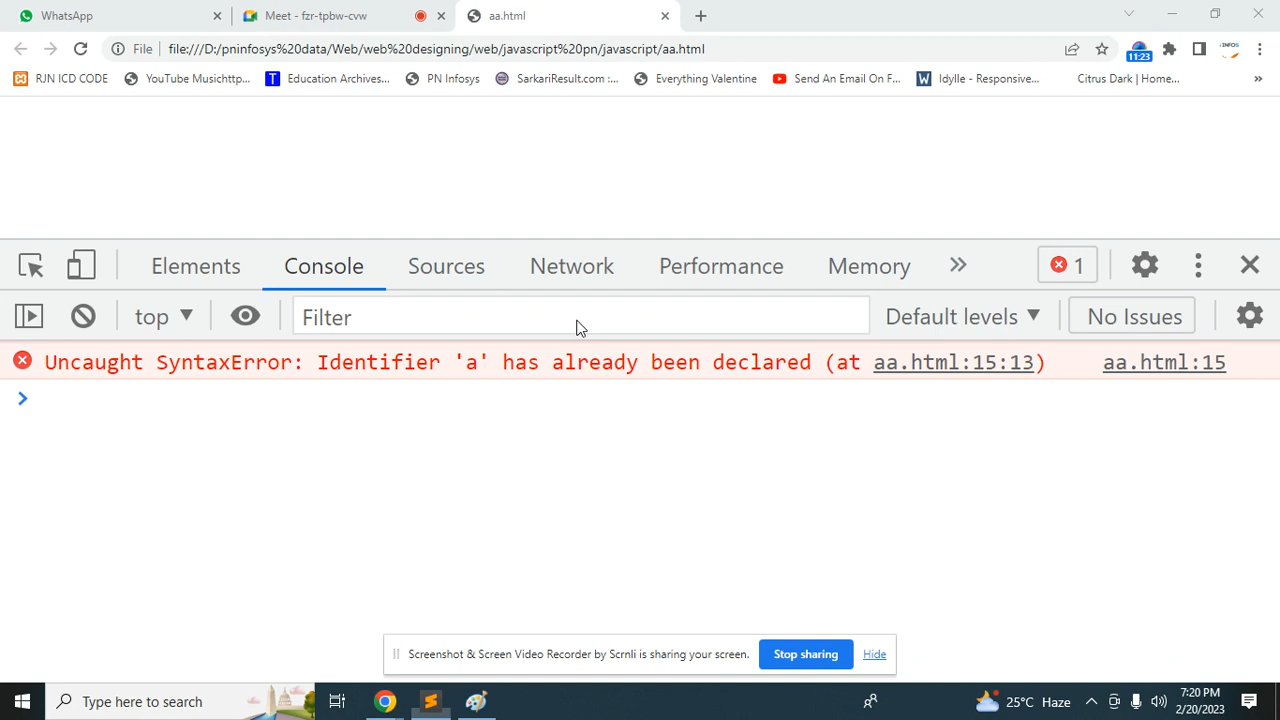 WhatsApp
Meet - fzr-tpbw-cvw
aa.html
File
file:///D:/pninfosys%20data/Web/web%20designing/web/javascript%20pn/javascript/aa.html
11:23
RJN ICD CODE
YouTube Musichttp...
Education Archives...
PN Infosys
SarkariResult.com :...
Everything Valentine
Send An Email On F...
Idylle - Responsive...
Citrus Dark | Home...
Elements
Console
Sources
Network
Performance
Memory
1
top
Filter
Default levels
No Issues
Uncaught SyntaxError: Identifier 'a' has already been declared (at aa.html:15:13)
aa.html:15
Screenshot & Screen Video Recorder by Scrnli is sharing your screen.
Stop sharing
Hide
Type here to search
25°C Haze
7:20 PM
2/20/2023